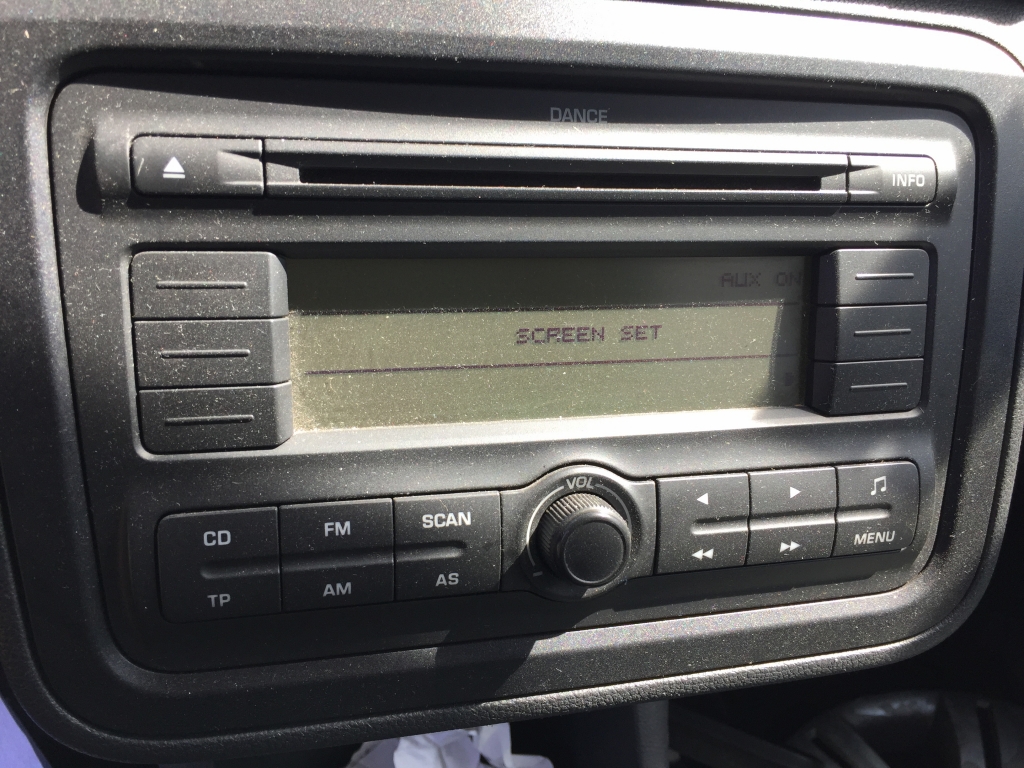 DANCE
INFO
AUX ON
SCREEN SET
CD
FM
SCAN
VOL
TP
AM
AS
MENU